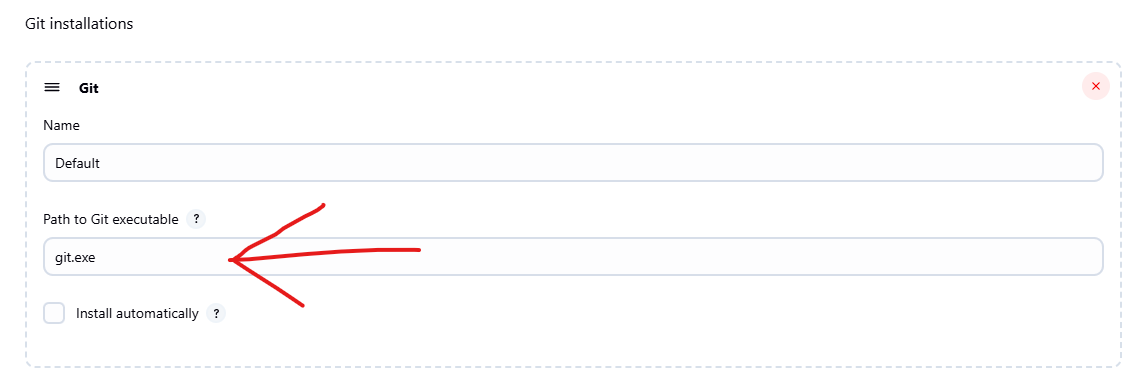 Git installations
Git
Name
Default
Path to Git executable ?
git.exe
Install automatically ?